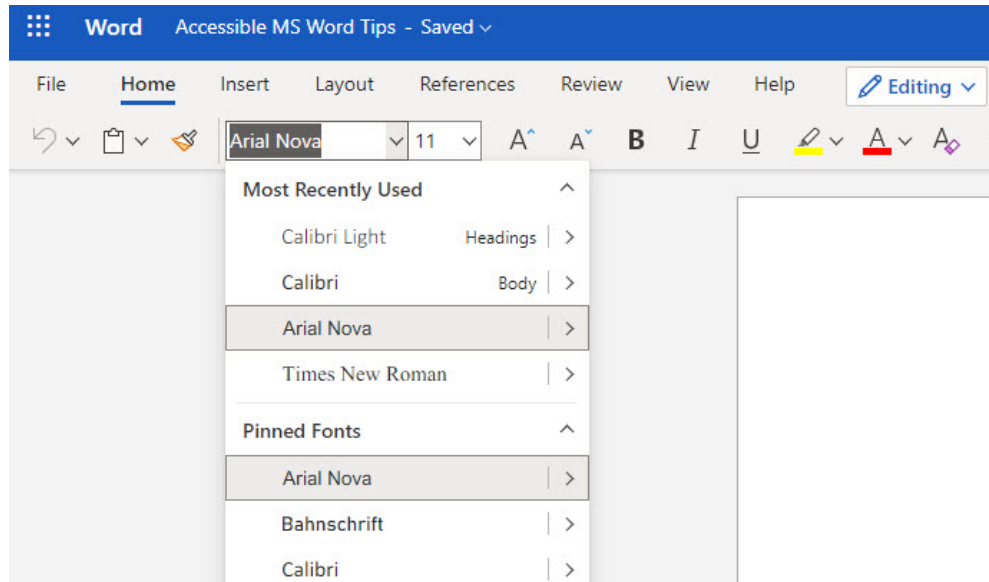 Word Accessible MS Word Tips - Saved
File Home Insert Layout References Review View Help Editing
Arial Nova 11 A A B I U A A
Most Recently Used
Calibri Light Headings
Calibri Body
Arial Nova
Times New Roman
Pinned Fonts
Arial Nova
Bahnschrift
Calibri